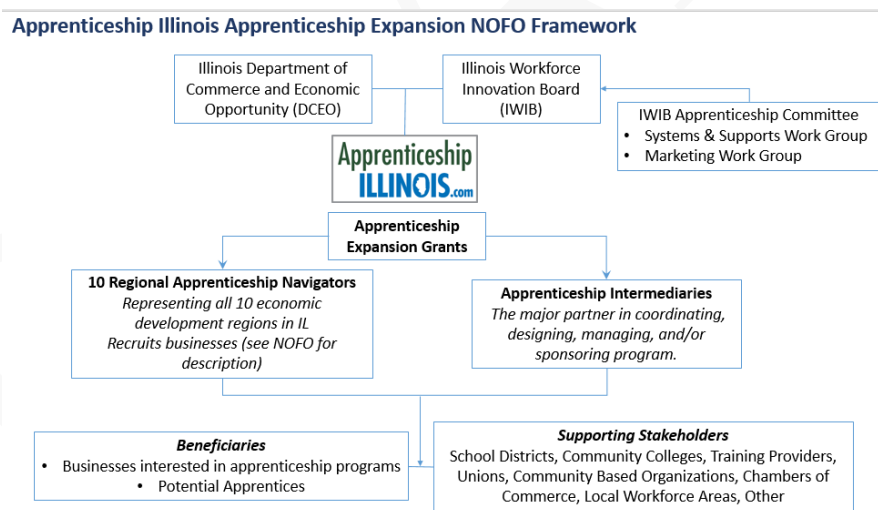 Apprenticeship Illinois Apprenticeship Expansion NOFO Framework
Illinois Department of
Commerce and Economic
Opportunity (DCEO)
Illinois Workforce
Innovation Board
(IWIB)
IWIB Apprenticeship Committee
• Systems & Supports Work Group
• Marketing Work Group
Apprenticeship
ILLINOIS.com
Apprenticeship
Expansion Grants
10 Regional Apprenticeship Navigators
Representing all 10 economic
development regions in IL
Recruits businesses (see NOFO for
description)
Apprenticeship Intermediaries
The major partner in coordinating,
designing, managing, and/or
sponsoring program.
Beneficiaries
• Businesses interested in apprenticeship programs
• Potential Apprentices
Supporting Stakeholders
School Districts, Community Colleges, Training Providers,
Unions, Community Based Organizations, Chambers of
Commerce, Local Workforce Areas, Other